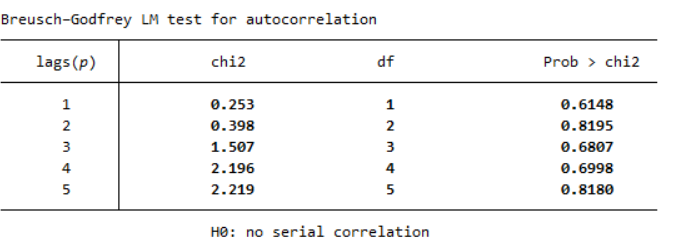 Breusch–Godfrey LM test for autocorrelation
lags(p) chi2 df Prob > chi2
1 0.253 1 0.6148
2 0.398 2 0.8195
3 1.507 3 0.6807
4 2.196 4 0.6998
5 2.219 5 0.8180
H0: no serial correlation